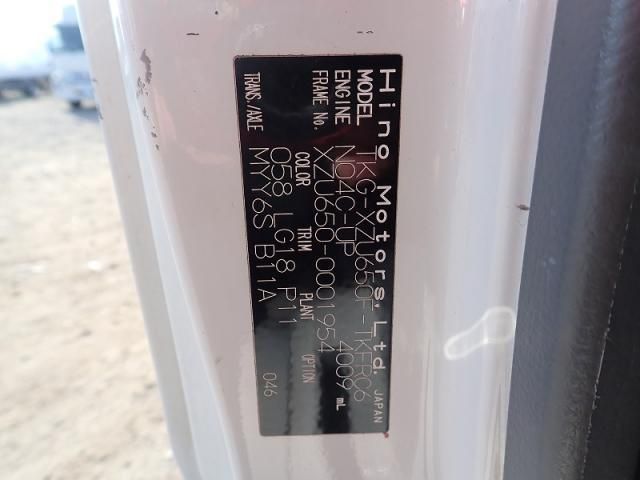 Hino Motors, Ltd. JAPAN
MODEL TKG-XZU650F-TKFRC6
ENGINE N04C-UP 4009 mL
FRAME No. XZU650-0001954
COLOR TRIM PLANT OPTION
058 LG18 P11
TRANS./AXLE MYY6S B11A
046